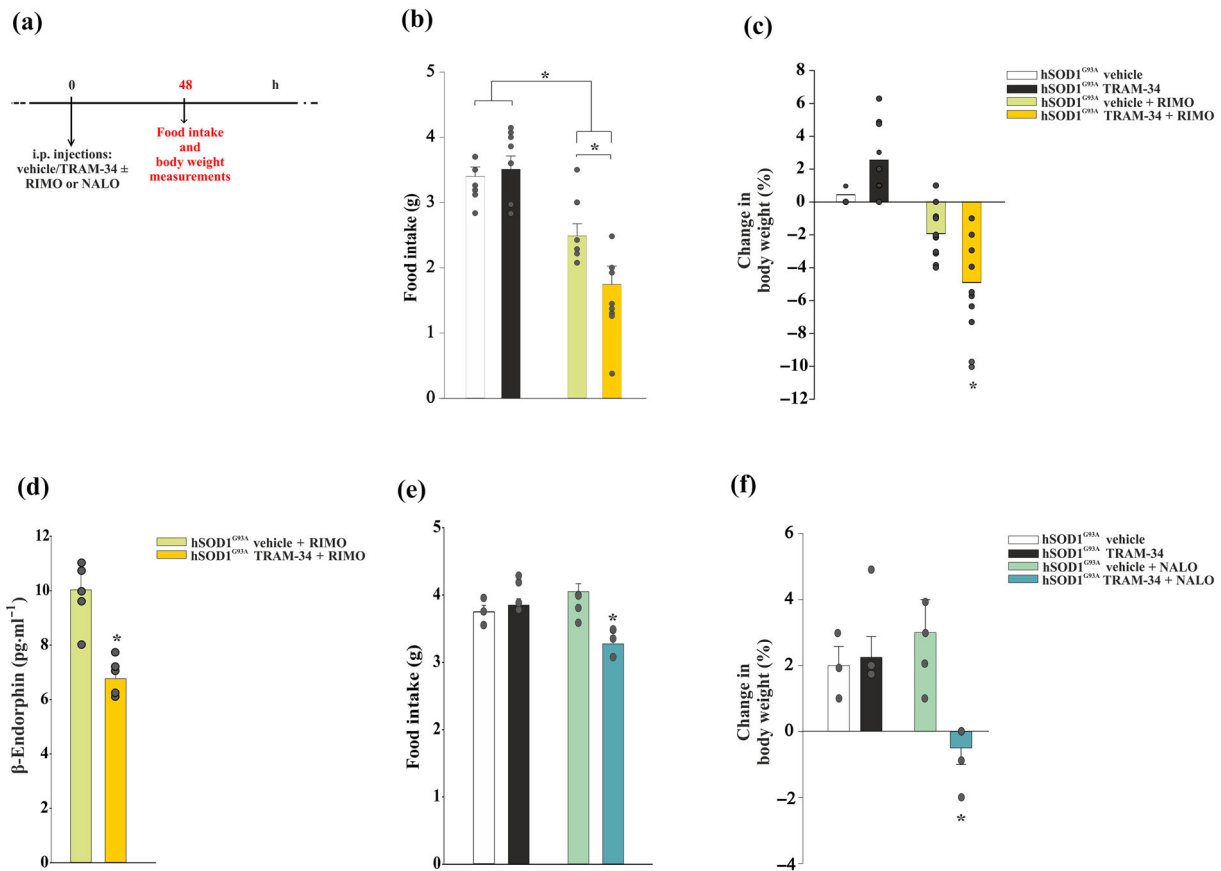 (a)
0
48
h
i.p. injections:
vehicle/TRAM-34 ±
RIMO or NALO
Food intake
and
body weight
measurements
(b)
Food intake (g)
5
4
3
2
1
0
*
*
(c)
Change in
body weight (%)
8
6
4
2
0
−2
−4
−6
−8
−10
−12
*
hSOD1G93A vehicle
hSOD1G93A TRAM-34
hSOD1G93A vehicle + RIMO
hSOD1G93A TRAM-34 + RIMO
(d)
β-Endorphin (pg·ml−1)
12
10
8
6
4
2
0
*
hSOD1G93A vehicle + RIMO
hSOD1G93A TRAM-34 + RIMO
(e)
Food intake (g)
5
4
3
2
1
0
*
(f)
Change in
body weight (%)
6
4
2
0
−2
−4
*
hSOD1G93A vehicle
hSOD1G93A TRAM-34
hSOD1G93A vehicle + NALO
hSOD1G93A TRAM-34 + NALO